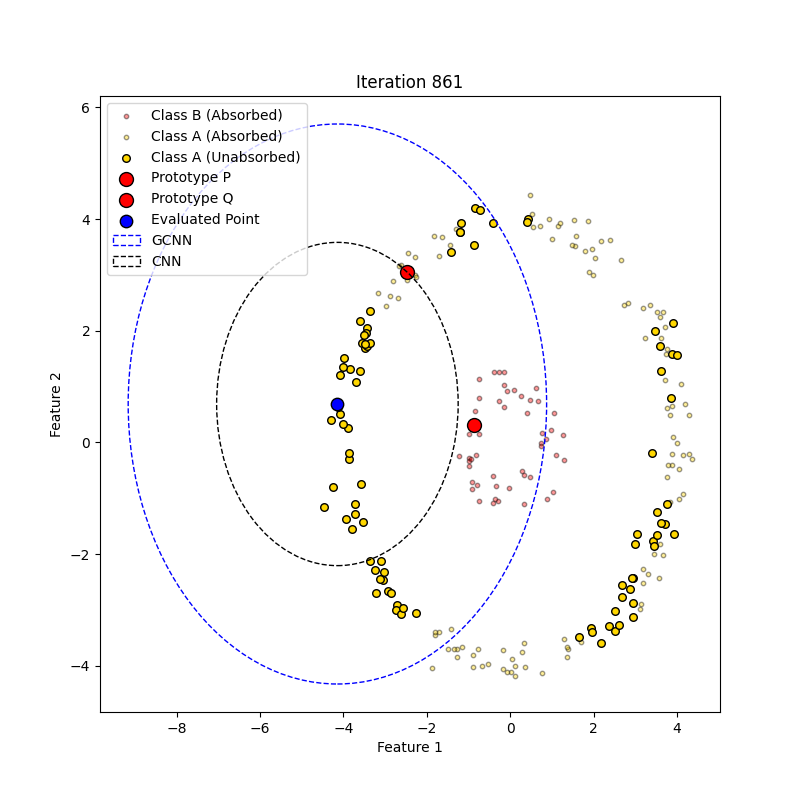 Iteration 861
Class B (Absorbed)
Class A (Absorbed)
Class A (Unabsorbed)
Prototype P
Prototype Q
Evaluated Point
GCNN
CNN
6
4
2
0
−2
−4
Feature 2
−8
−6
−4
−2
0
2
4
Feature 1